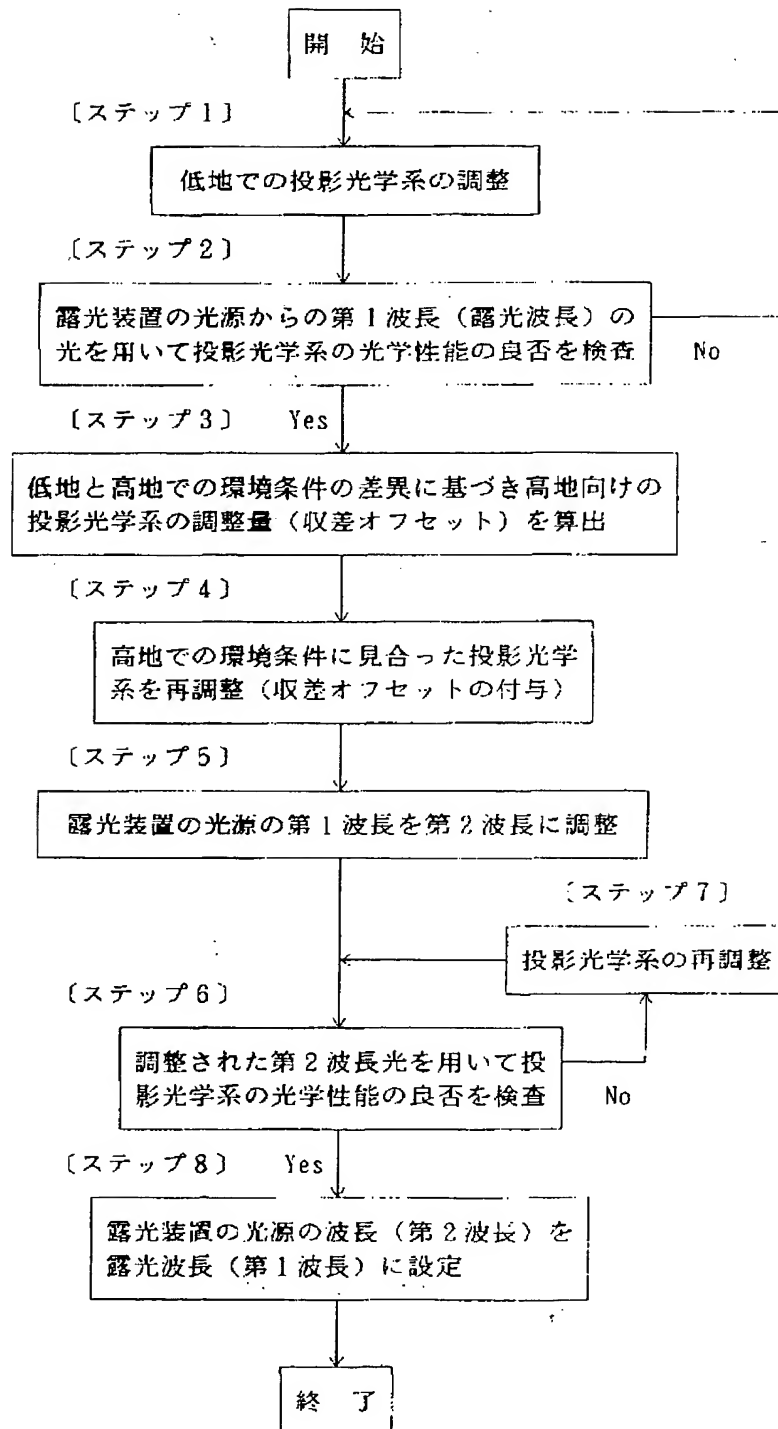 開　始
〔ステップ1〕
低地での投影光学系の調整
〔ステップ2〕
露光装置の光源からの第1波長（露光波長）の
光を用いて投影光学系の光学性能の良否を検査
No
〔ステップ3〕　Yes
低地と高地での環境条件の差異に基づき高地向けの
投影光学系の調整量（収差オフセット）を算出
〔ステップ4〕
高地での環境条件に見合った投影光学
系を再調整（収差オフセットの付与）
〔ステップ5〕
露光装置の光源の第1波長を第2波長に調整
〔ステップ7〕
投影光学系の再調整
〔ステップ6〕
調整された第2波長光を用いて投
影光学系の光学性能の良否を検査
No
〔ステップ8〕　Yes
露光装置の光源の波長（第2波長）を
露光波長（第1波長）に設定
終　了